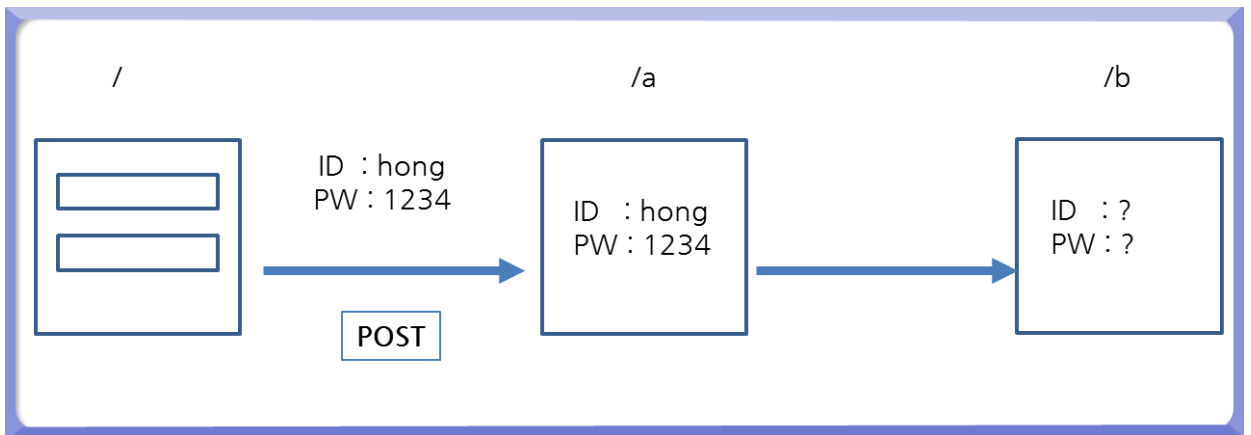 /
/a
/b
ID : hong
PW : 1234
POST
ID : hong
PW : 1234
ID : ?
PW : ?